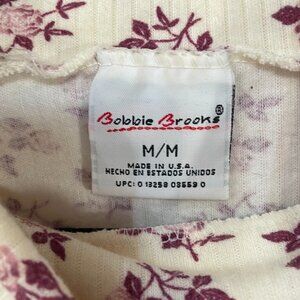 Bobbie Brooks®
M/M
MADE IN U.S.A.
HECHO EN ESTADOS UNIDOS
UPC: 0 13258 08559 0